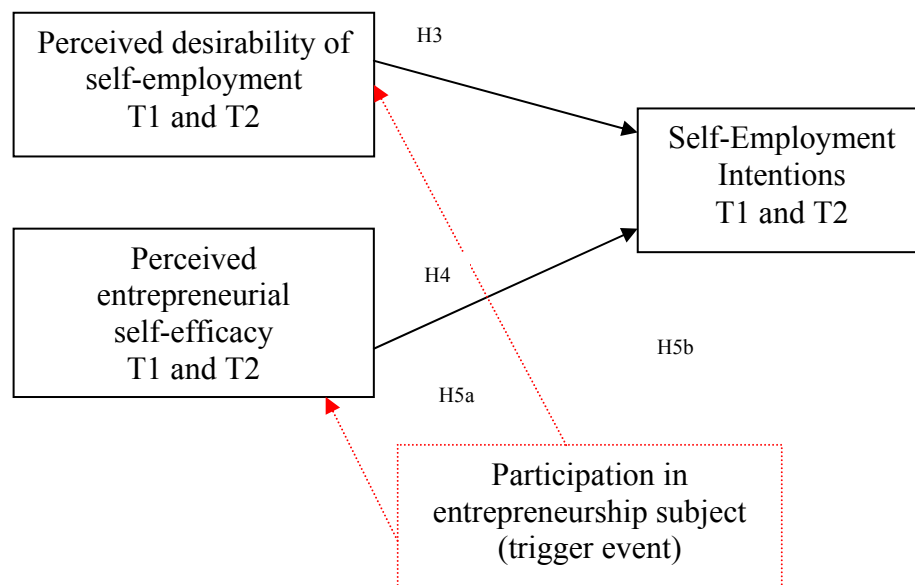 Perceived desirability of
self-employment
T1 and T2
H3
Self-Employment
Intentions
T1 and T2
Perceived
entrepreneurial
self-efficacy
T1 and T2
H4
H5b
H5a
Participation in
entrepreneurship subject
(trigger event)